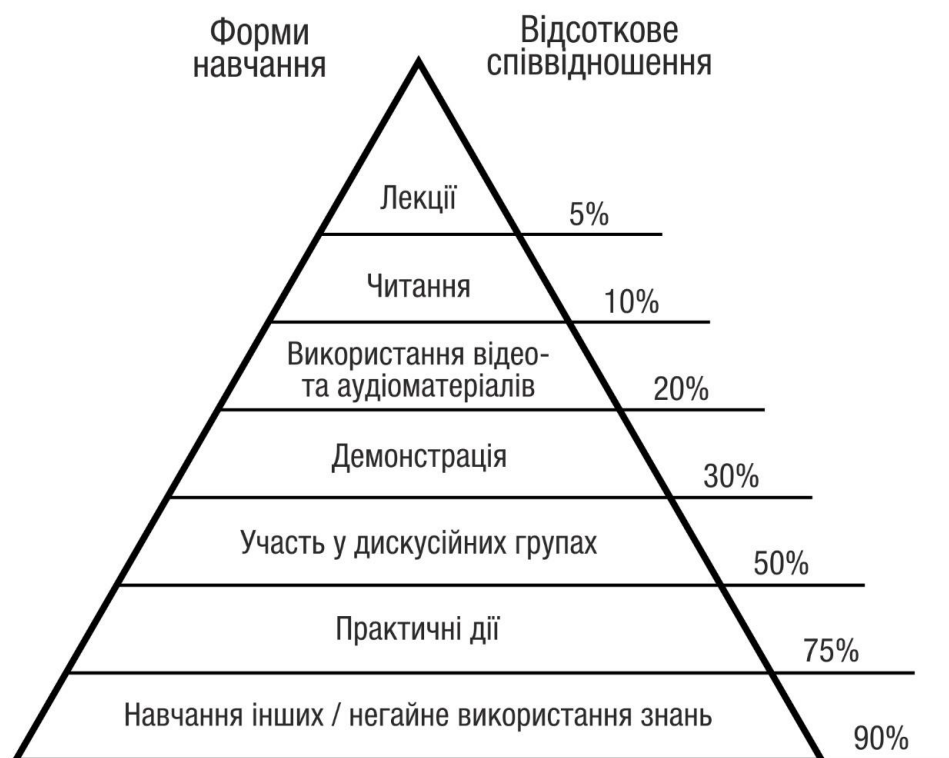 Форми
навчання
Відсоткове
співвідношення
Лекції
5%
Читання
10%
Використання відео-
та аудіоматеріалів
20%
Демонстрація
30%
Участь у дискусійних групах
50%
Практичні дії
75%
Навчання інших / негайне використання знань
90%